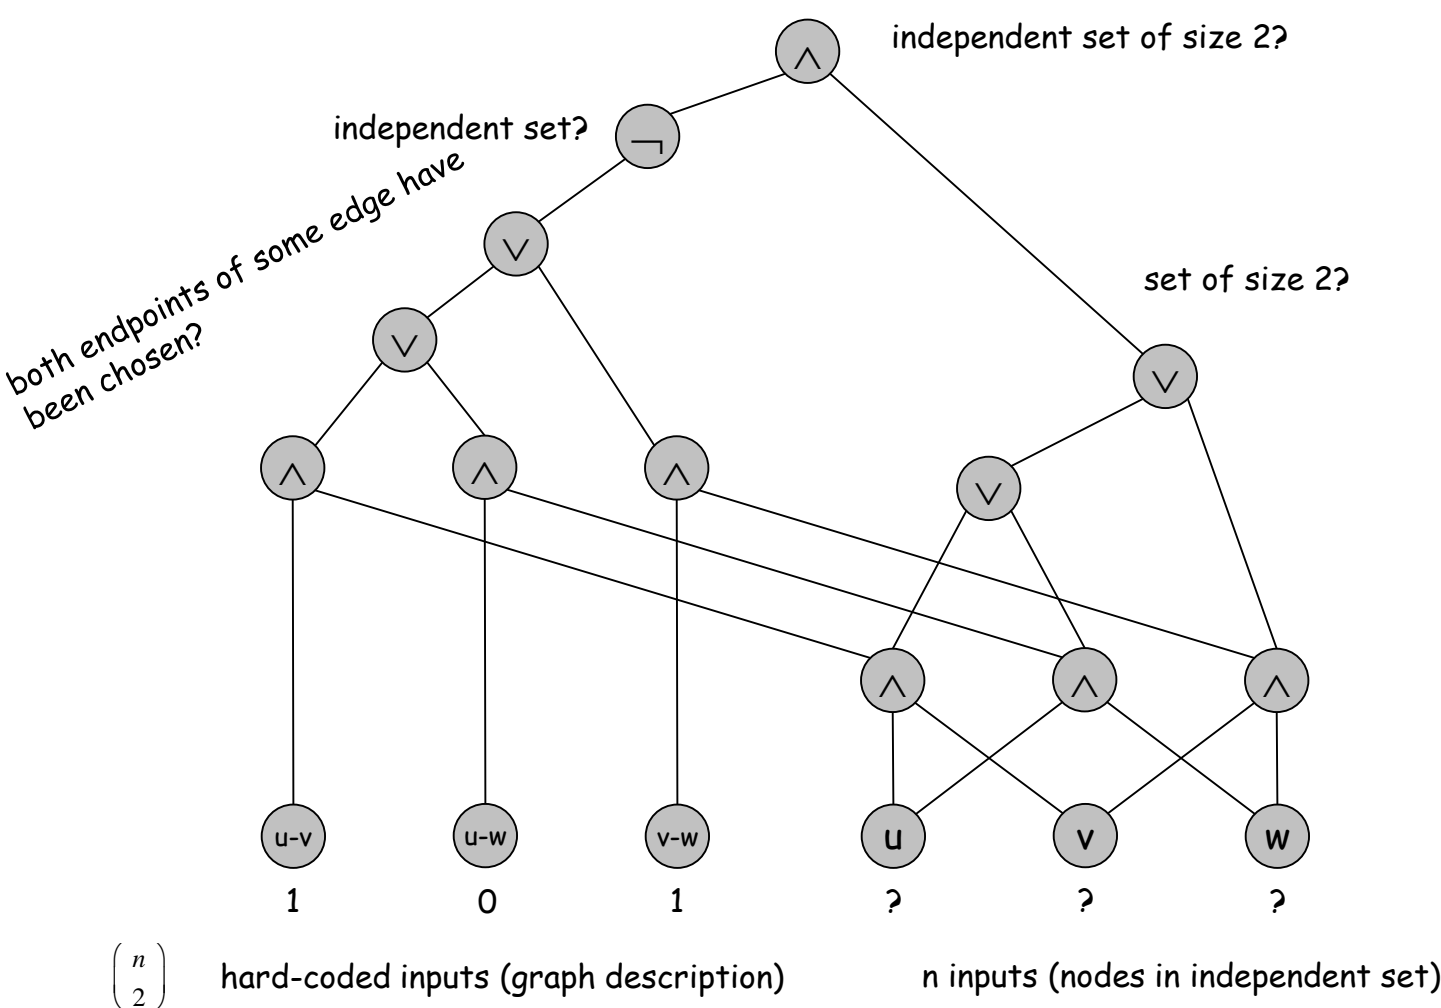 ∧
independent set of size 2?
independent set?
¬
both endpoints of some edge have
been chosen?
∨
set of size 2?
∨
∨
∧ ∧ ∧
∨
∧ ∧ ∧
u-v u-w v-w u v w
1 0 1 ? ? ?
(n 2) hard-coded inputs (graph description) n inputs (nodes in independent set)